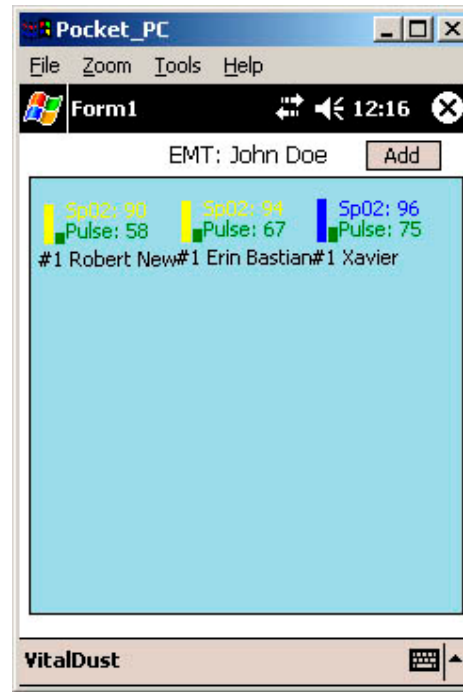 Pocket_PC
File Zoom Tools Help
Form1 12:16
EMT: John Doe Add
Sp02: 90 Sp02: 94 Sp02: 96
Pulse: 58 Pulse: 67 Pulse: 75
#1 Robert New#1 Erin Bastian#1 Xavier
VitalDust